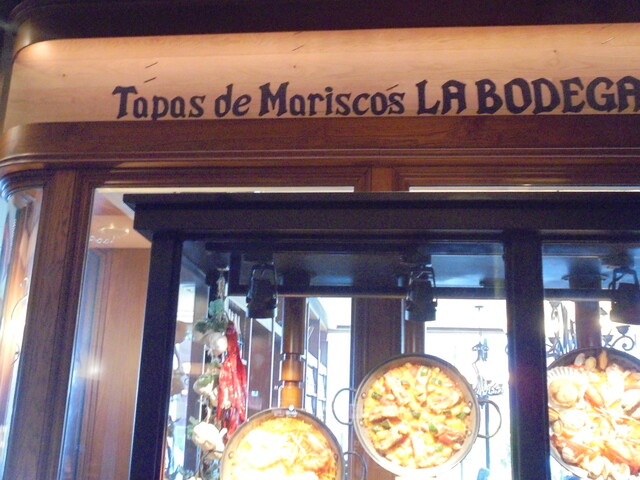 Tapas de Mariscos LA BODEGA